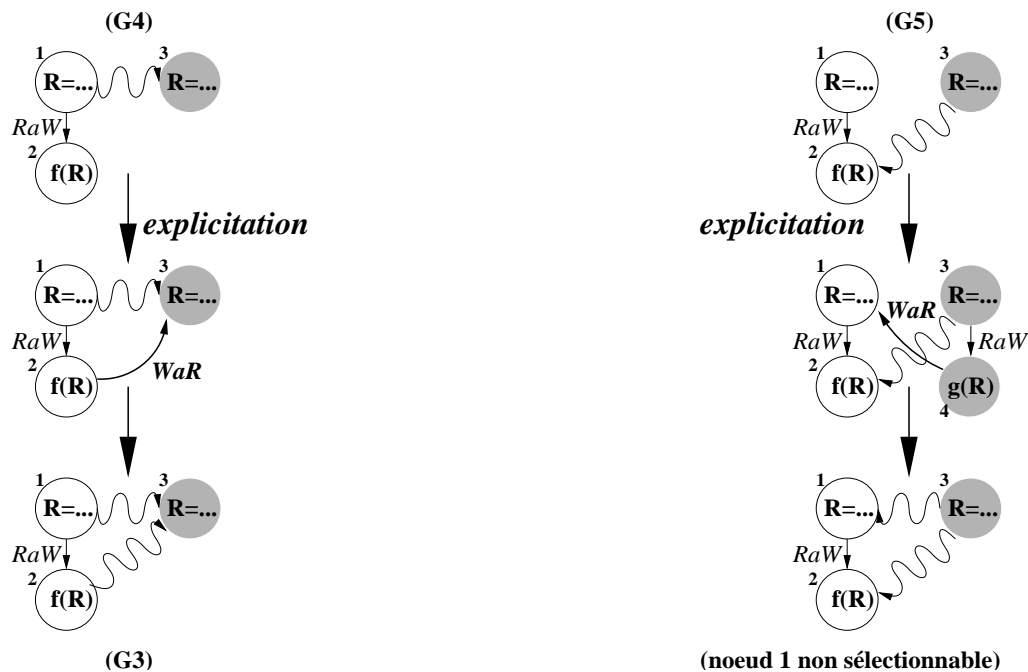 (G4)
1
R=...
3
R=...
RaW
2
f(R)
explicitation
1
R=...
3
R=...
RaW
2
f(R)
WaR
1
R=...
3
R=...
RaW
2
f(R)
(G3)
(G5)
1
R=...
3
R=...
RaW
2
f(R)
explicitation
1
R=...
3
R=...
WaR
RaW
RaW
2
f(R)
g(R)
4
1
R=...
3
R=...
RaW
2
f(R)
(noeud 1 non sélectionnable)